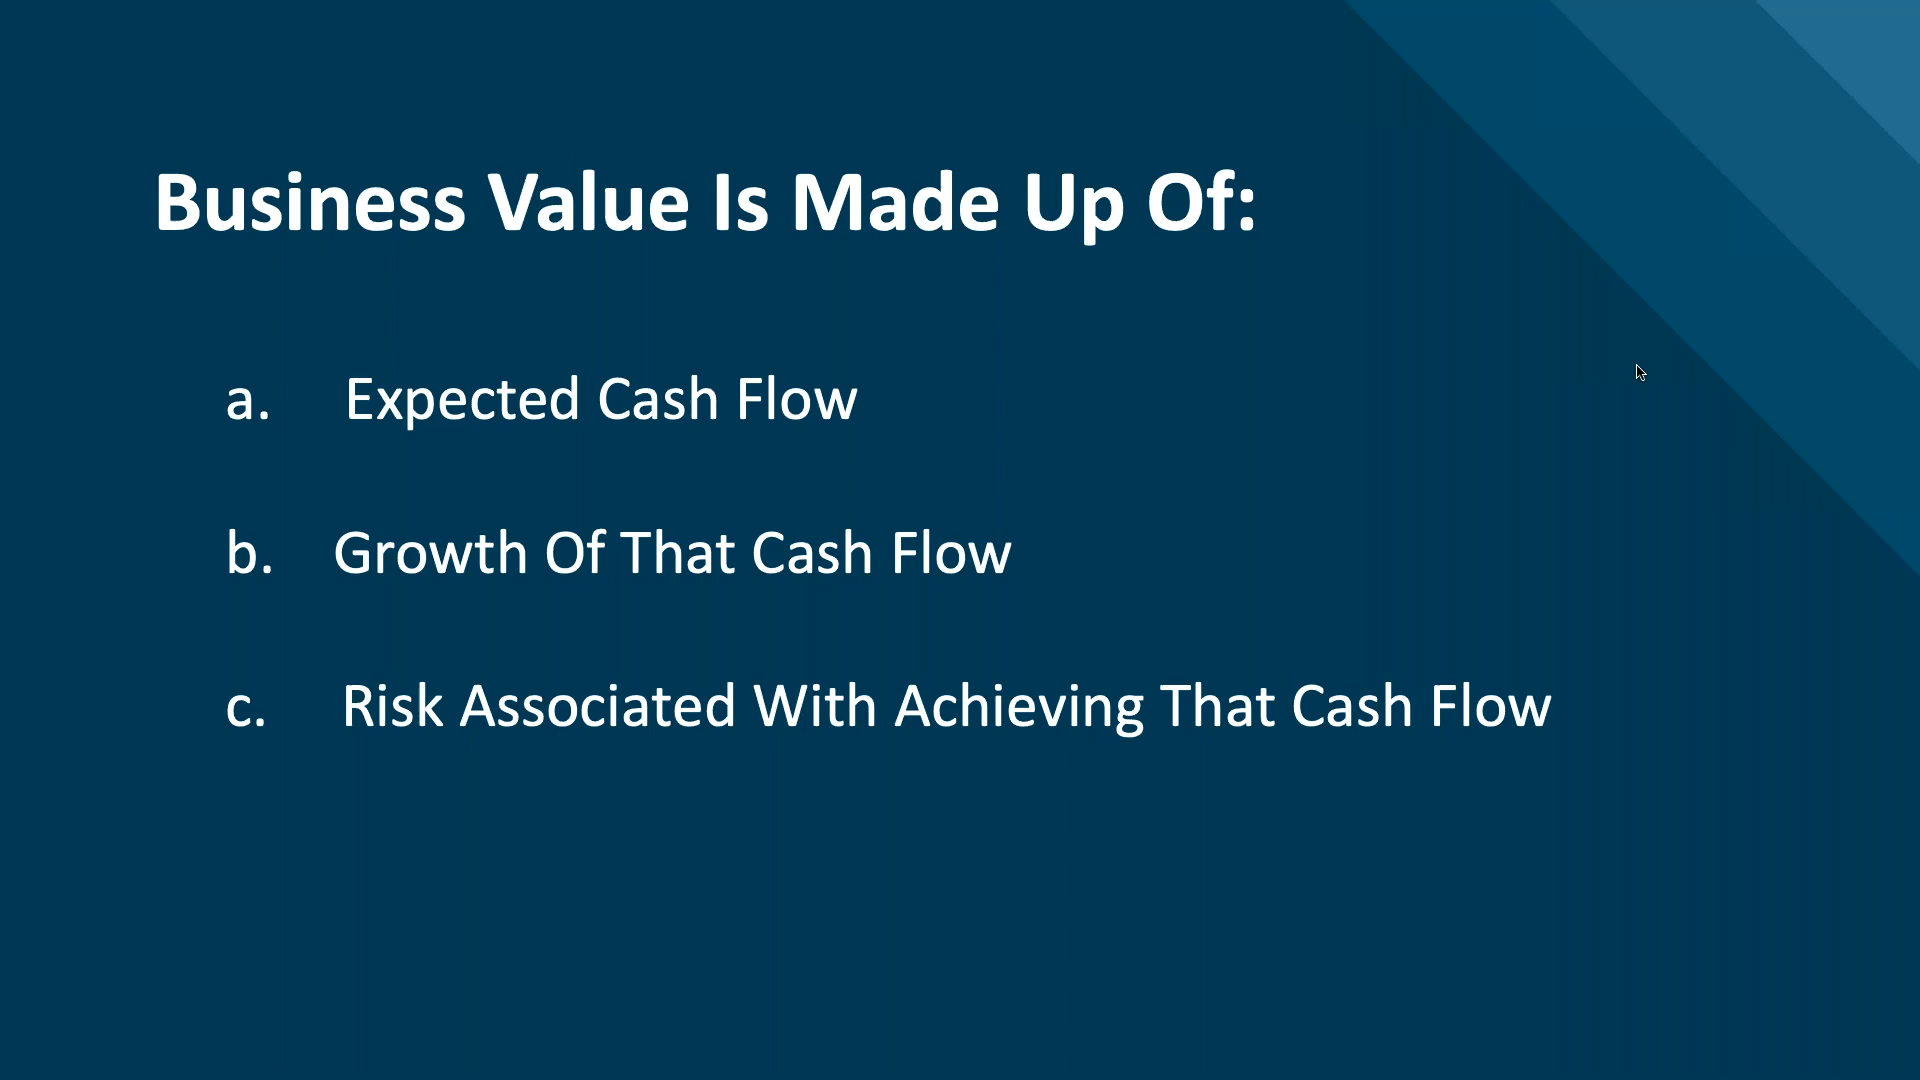 Business Value Is Made Up Of:
a. Expected Cash Flow
b. Growth Of That Cash Flow
c. Risk Associated With Achieving That Cash Flow